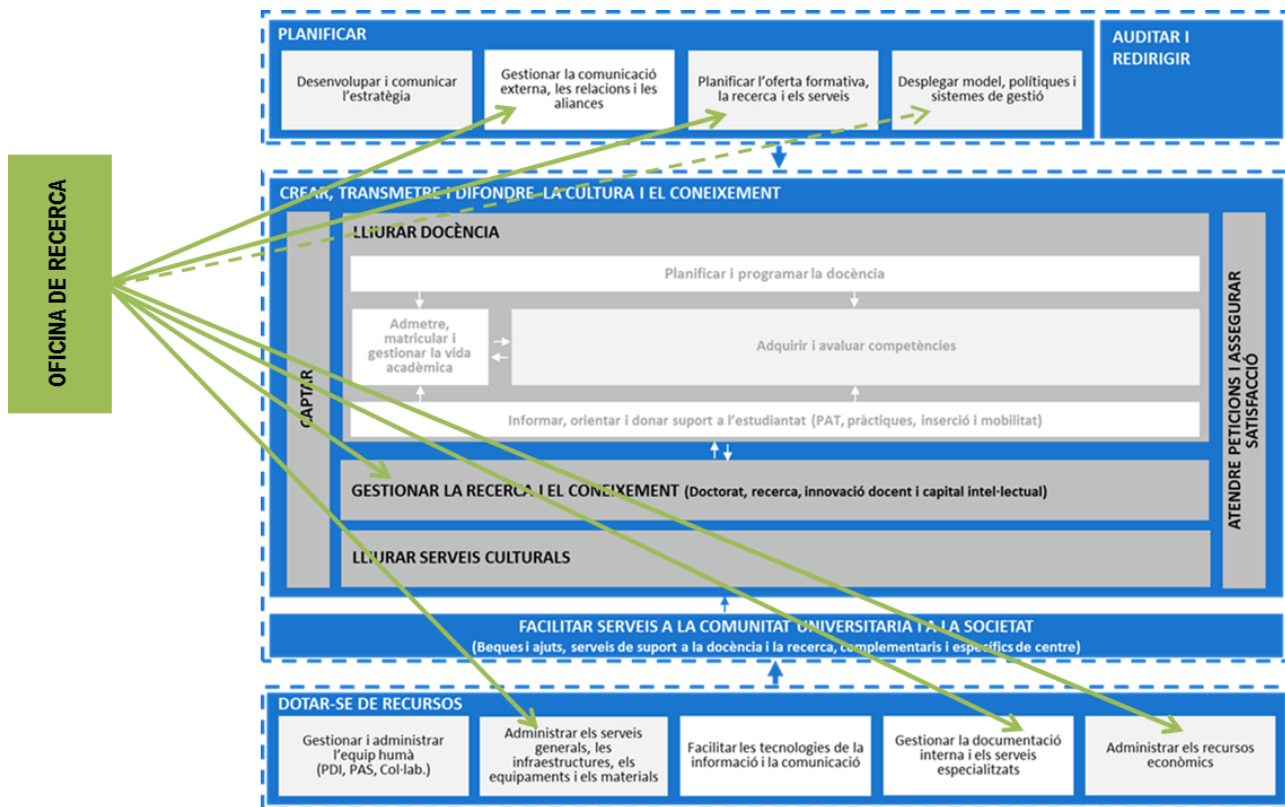 PLANIFICAR
Desenvolupar i comunicar
l'estratègia
Gestionar la comunicació
externa, les relacions i les
aliances
Planificar l'oferta formativa,
la recerca i els serveis
Desplegar model, polítiques i
sistemes de gestió
AUDITAR I
REDIRIGIR
OFICINA DE RECERCA
CREAR, TRANSMETRE I DIFONDRE LA CULTURA I EL CONEIXEMENT
CAPTAR
LLIURAR DOCÈNCIA
Planificar i programar la docència
Admetre,
matricular i
gestionar la vida
acadèmica
Adquirir i avaluar competències
Informar, orientar i donar suport a l'estudiantat (PAT, pràctiques, inserció i mobilitat)
GESTIONAR LA RECERCA I EL CONEIXEMENT (Doctorat, recerca, innovació docent i capital intel·lectual)
LLIURAR SERVEIS CULTURALS
ATENDRE PETICIONS I ASSEGURAR
SATISFACCIÓ
FACILITAR SERVEIS A LA COMUNITAT UNIVERSITARIA I A LA SOCIETAT
(Beques i ajuts, serveis de suport a la docència i la recerca, complementaris i específics de centre)
DOTAR-SE DE RECURSOS
Gestionar i administrar
l'equip humà
(PDI, PAS, Col·lab.)
Administrar els serveis
generals, les
infraestructures, els
equipaments i els materials
Facilitar les tecnologies de la
informació i la comunicació
Gestionar la documentació
interna i els serveis
especialitzats
Administrar els recursos
econòmics